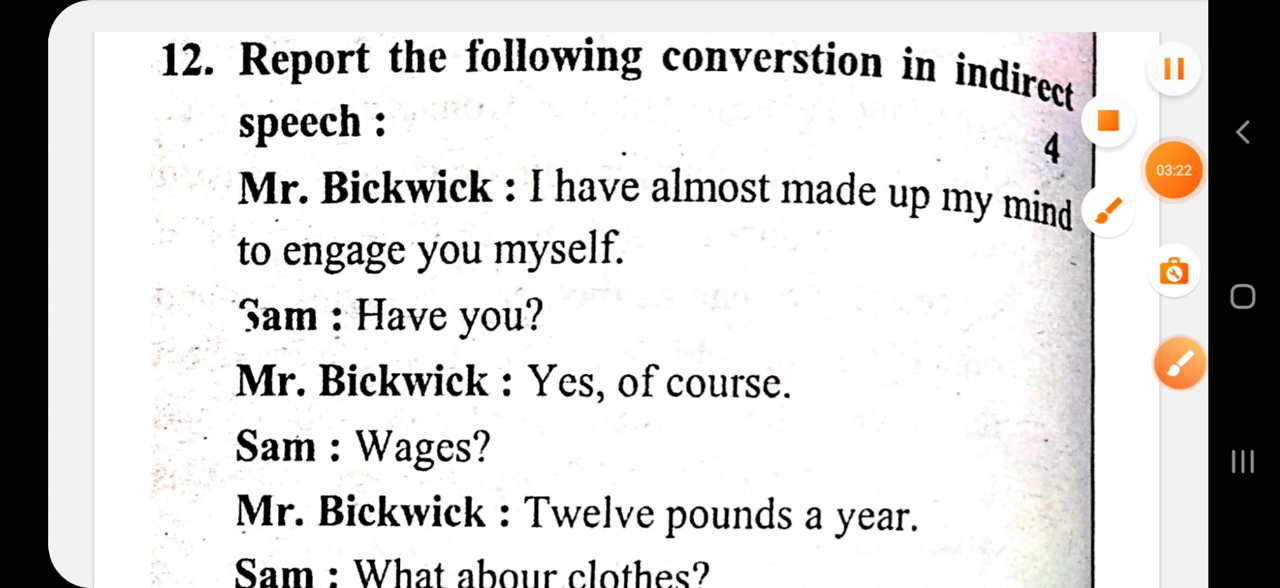 12. Report the following converstion in indirect
speech :
4
Mr. Bickwick : I have almost made up my mind
to engage you myself.
Sam : Have you?
Mr. Bickwick : Yes, of course.
Sam : Wages?
Mr. Bickwick : Twelve pounds a year.
Sam : What abour clothes?
03:22